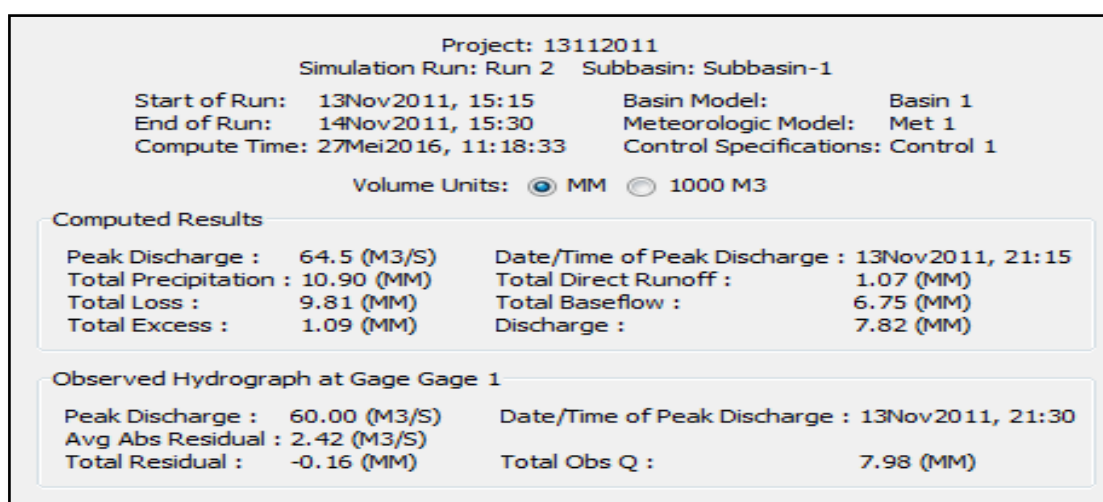 Project: 13112011
Simulation Run: Run 2 Subbasin: Subbasin-1
Start of Run: 13Nov2011, 15:15 Basin Model: Basin 1
End of Run: 14Nov2011, 15:30 Meteorologic Model: Met 1
Compute Time: 27Mei2016, 11:18:33 Control Specifications: Control 1
Volume Units: MM 1000 M3
Computed Results
Peak Discharge : 64.5 (M3/S) Date/Time of Peak Discharge : 13Nov2011, 21:15
Total Precipitation : 10.90 (MM) Total Direct Runoff : 1.07 (MM)
Total Loss : 9.81 (MM) Total Baseflow : 6.75 (MM)
Total Excess : 1.09 (MM) Discharge : 7.82 (MM)
Observed Hydrograph at Gage Gage 1
Peak Discharge : 60.00 (M3/S) Date/Time of Peak Discharge : 13Nov2011, 21:30
Avg Abs Residual : 2.42 (M3/S)
Total Residual : -0.16 (MM) Total Obs Q : 7.98 (MM)